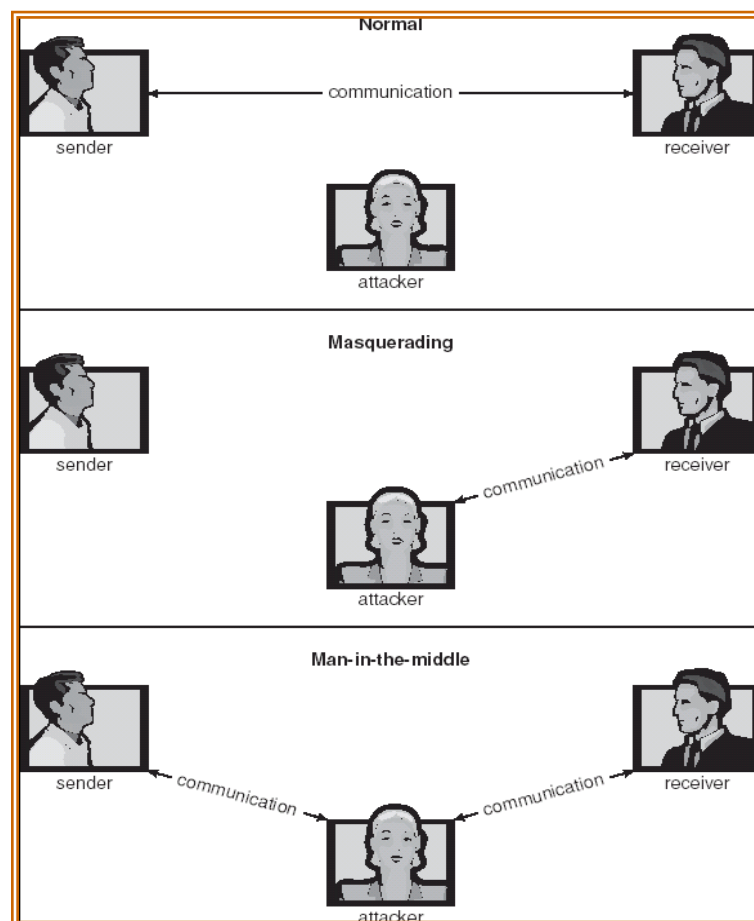 Normal
communication
sender
receiver
attacker
Masquerading
communication
sender
receiver
attacker
Man-in-the-middle
communication
communication
sender
receiver
attacker